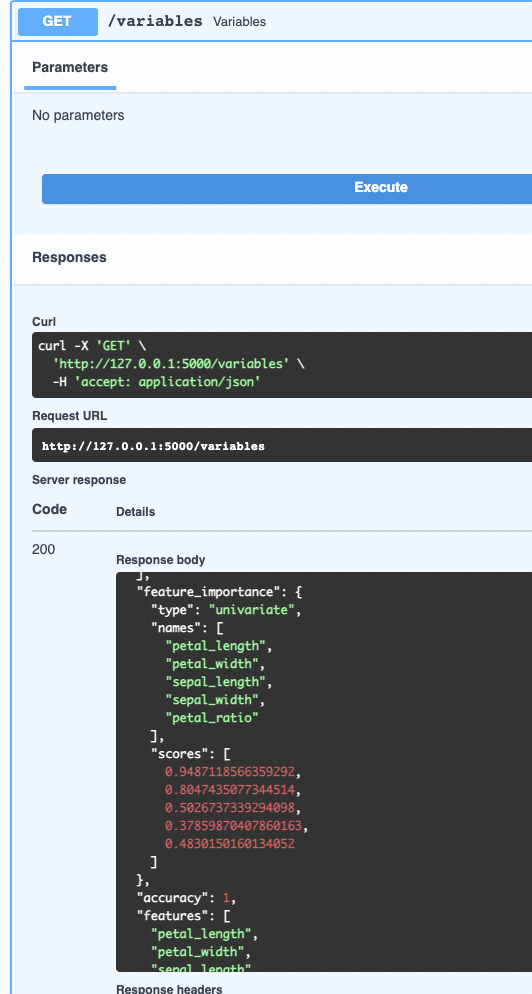 GET /variables Variables
Parameters
No parameters
Execute
Responses
Curl
curl -X 'GET' \
'http://127.0.0.1:5000/variables' \
-H 'accept: application/json'
Request URL
http://127.0.0.1:5000/variables
Server response
Code Details
200
Response body
],
"feature_importance": {
"type": "univariate",
"names": [
"petal_length",
"petal_width",
"sepal_length",
"sepal_width",
"petal_ratio"
],
"scores": [
0.9487118566359292,
0.8047435077344514,
0.5026737339294098,
0.37859870407860163,
0.4830150160134052
]
},
"accuracy": 1,
"features": [
"petal_length",
"petal_width",
"sepal_length"
Response headers